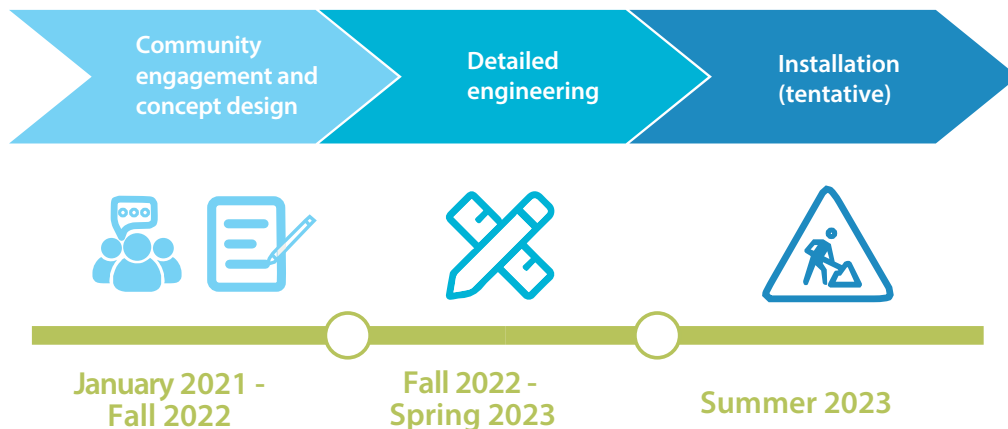 Community
engagement and
concept design
Detailed
engineering
Installation
(tentative)
January 2021 -
Fall 2022
Fall 2022 -
Spring 2023
Summer 2023